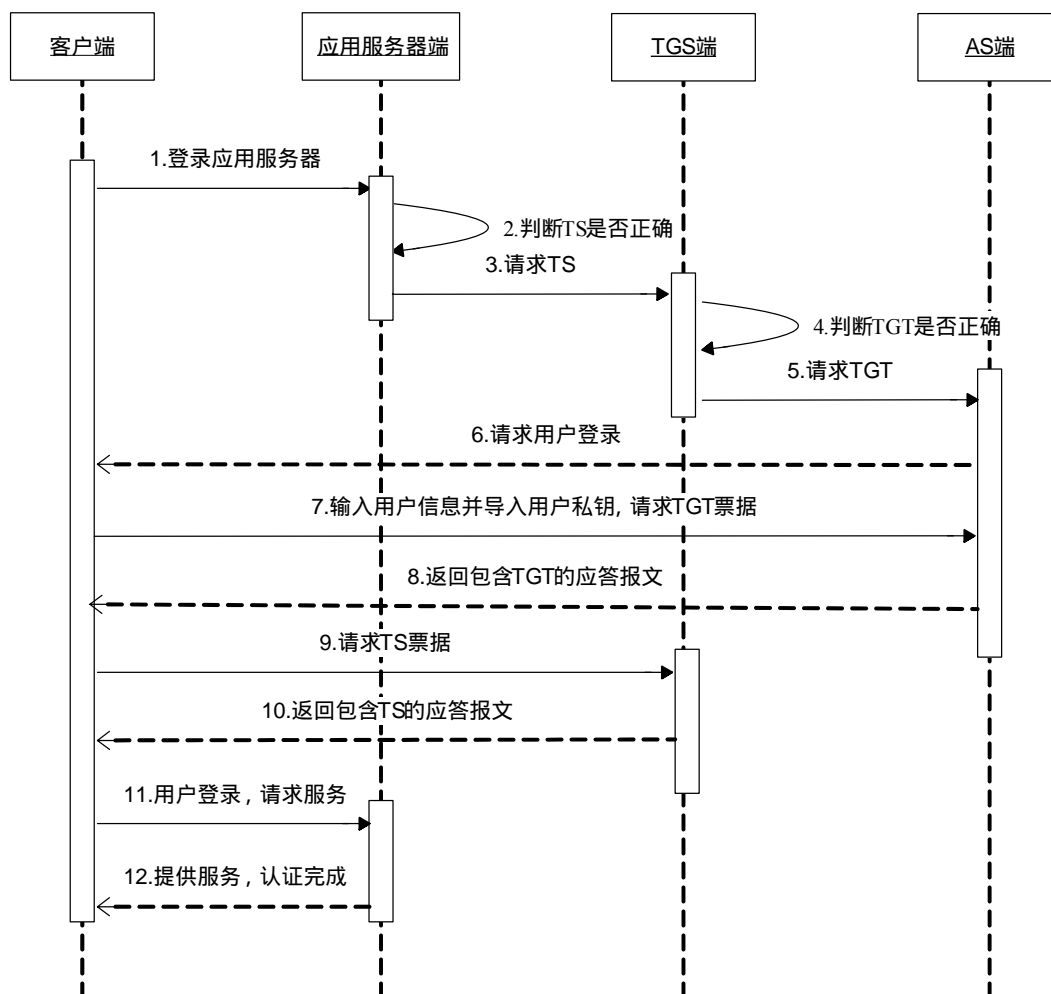 客户端
应用服务器端
TGS端
AS端
1.登录应用服务器
2.判断TS是否正确
3.请求TS
4.判断TGT是否正确
5.请求TGT
6.请求用户登录
7.输入用户信息并导入用户私钥, 请求TGT票据
8.返回包含TGT的应答报文
9.请求TS票据
10.返回包含TS的应答报文
11.用户登录 , 请求服务
12.提供服务 , 认证完成